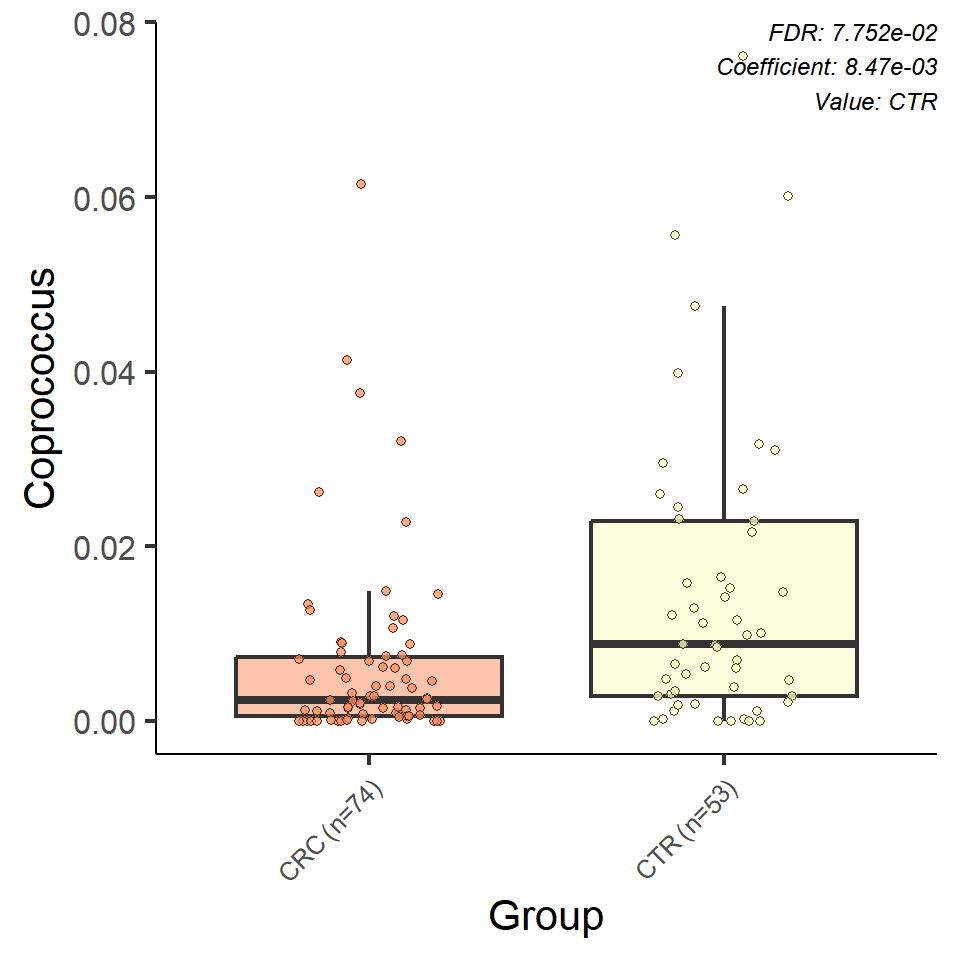 FDR: 7.752e-02
Coefficient: 8.47e-03
Value: CTR
0.08
0.06
0.04
0.02
0.00
Coprococcus
CRC (n=74)
CTR (n=53)
Group